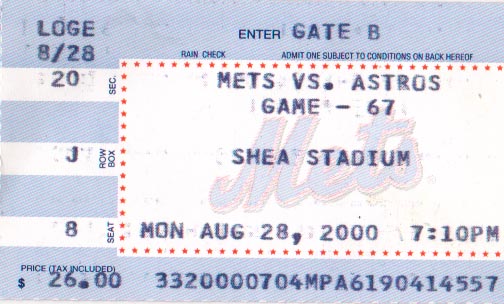 LOGE
8/28
ENTER GATE B
RAIN CHECK ADMIT ONE SUBJECT TO CONDITIONS ON BACK HEREOF
20 SEC.
METS VS. ASTROS
GAME - 67
J ROW BOX
SHEA STADIUM
Mets
8 SEAT
MON AUG 28, 2000 7:10PM
PRICE (TAX INCLUDED)
$ 26.00 3320000704MPA6190414557